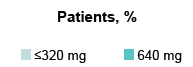 Patients, %
≤320 mg 640 mg